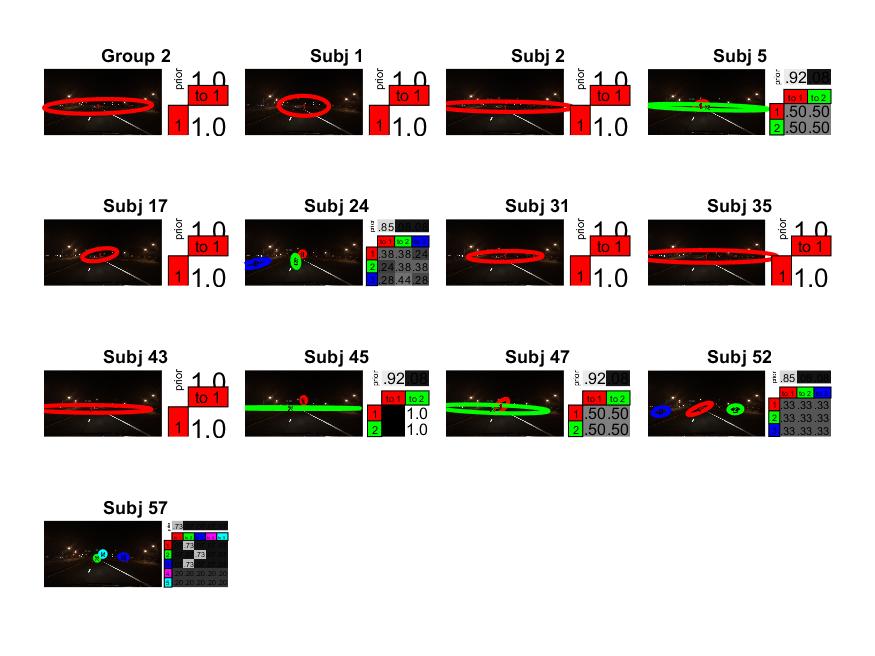 Group 2
prior 1.0
to 1
1 1.0
Subj 1
prior 1.0
to 1
1 1.0
Subj 2
prior 1.0
to 1
1 1.0
Subj 5
prior .92 .08
to 1 to 2
1 .50 .50
2 .50 .50
Subj 17
prior 1.0
to 1
1 1.0
Subj 24
prior .85
to 1 to 2
1 .38 .38 .24
2 .24 .38 .38
.28 .44 .28
Subj 31
prior 1.0
to 1
1 1.0
Subj 35
prior 1.0
to 1
1 1.0
Subj 43
prior 1.0
to 1
1 1.0
Subj 45
prior .92 .08
to 1 to 2
1 1.0
2 1.0
Subj 47
prior .92 .08
to 1 to 2
1 .50 .50
2 .50 .50
Subj 52
prior .85
to 1 to 2
1 .33 .33 .33
2 .33 .33 .33
.33 .33 .33
Subj 57
.73
.73
.73
.73
.20 .20 .20 .20 .20
.20 .20 .20 .20 .20